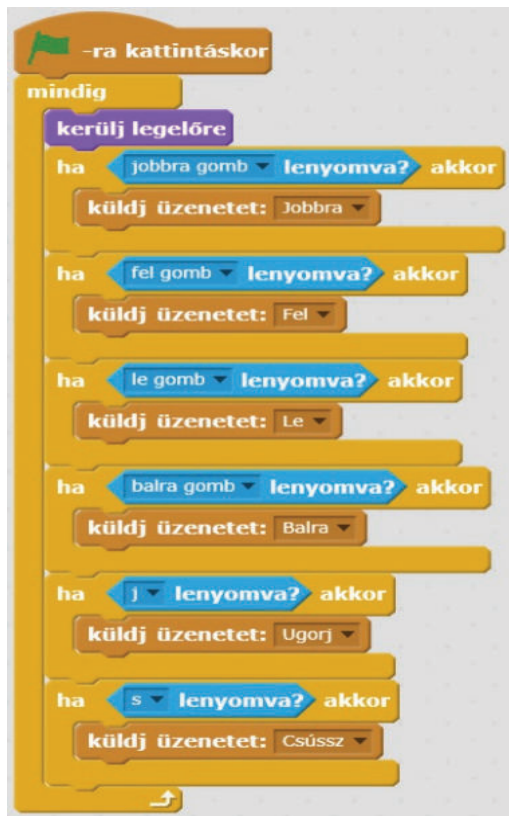 -ra kattintáskor
mindig
kerülj legelőre
ha jobbra gomb lenyomva? akkor
küldj üzenetet: Jobbra
ha fel gomb lenyomva? akkor
küldj üzenetet: Fel
ha le gomb lenyomva? akkor
küldj üzenetet: Le
ha balra gomb lenyomva? akkor
küldj üzenetet: Balra
ha j lenyomva? akkor
küldj üzenetet: Ugorj
ha s lenyomva? akkor
küldj üzenetet: Csússz